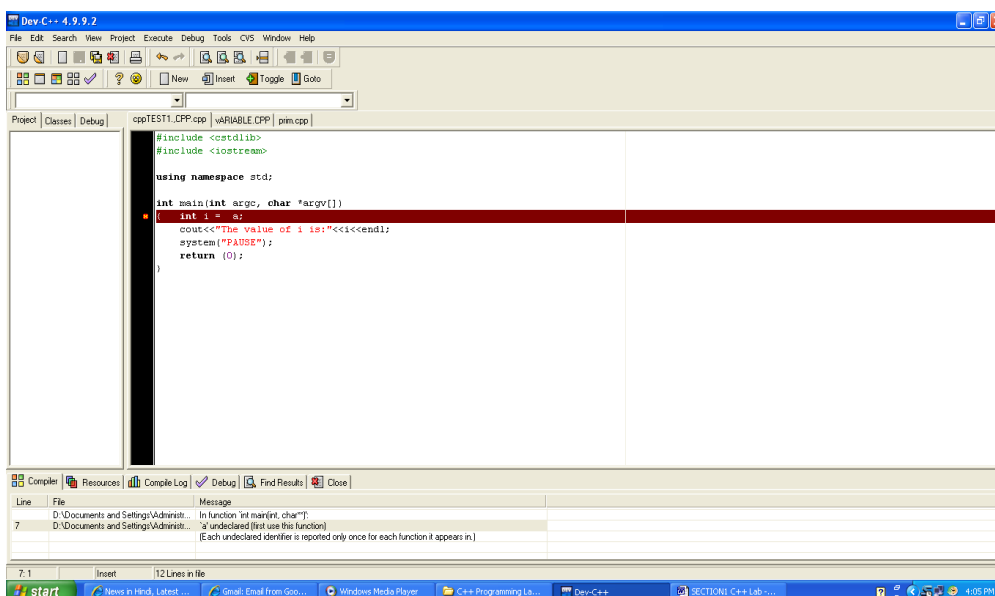 Dev-C++ 4.9.9.2
File Edit Search View Project Execute Debug Tools CVS Window Help
New Insert Toggle Goto
Project Classes Debug cppTEST1.,CPP.cpp vARIABLE.CPP prim.cpp
#include <cstdlib>
#include <iostream>
using namespace std;
int main(int argc, char *argv[])
{ int i = a;
cout<<"The value of i is:"<<i<<endl;
system("PAUSE");
return (0);
}
Compiler Resources Compile Log Debug Find Results Close
Line File Message
D:\Documents and Settings\Administr... In function `int main(int, char**)':
7 D:\Documents and Settings\Administr... `a' undeclared (first use this function)
(Each undeclared identifier is reported only once for each function it appears in.)
7: 1 Insert 12 Lines in file
start News in Hindi, Latest ... Gmail: Email from Goo... Windows Media Player C++ Programming La... Dev-C++ SECTION1 C++ Lab -... 4:05 PM